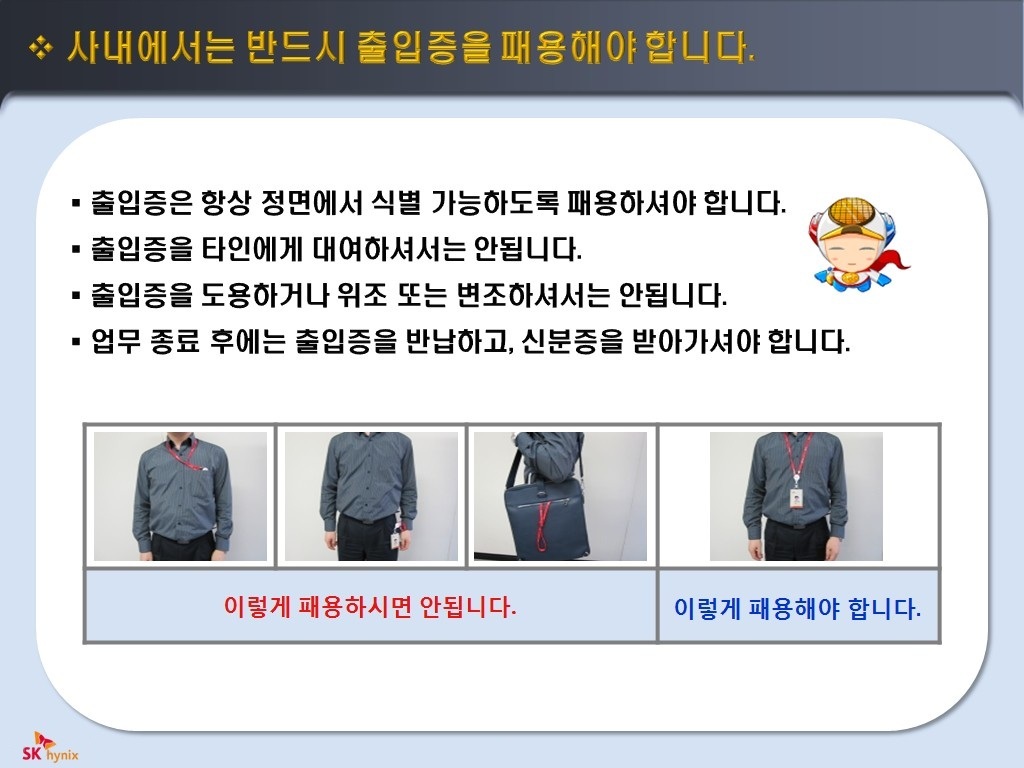 ❖ 사내에서는 반드시 출입증을 패용해야 합니다.
▪ 출입증은 항상 정면에서 식별 가능하도록 패용하셔야 합니다.
▪ 출입증을 타인에게 대여하셔서는 안됩니다.
▪ 출입증을 도용하거나 위조 또는 변조하셔서는 안됩니다.
▪ 업무 종료 후에는 출입증을 반납하고, 신분증을 받아가셔야 합니다.
이렇게 패용하시면 안됩니다.
이렇게 패용해야 합니다.
SK hynix